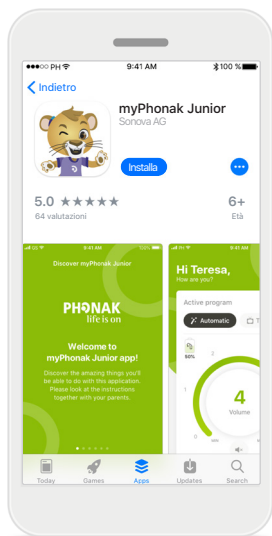 PH 9:41 AM 100 %
Indietro
myPhonak Junior
Sonova AG
Installa
5.0 ★★★★★ 6+
64 valutazioni Età
Discover myPhonak Junior
PHONAK
life is on
Welcome to
myPhonak Junior app!
Discover the amazing things you'll
be able to do with this application.
Please look at the instructions
together with your parents.
9:41 AM
Hi Teresa,
How are you?
Active program
Automatic
50%
4
Volume
Today Games Apps Updates Search